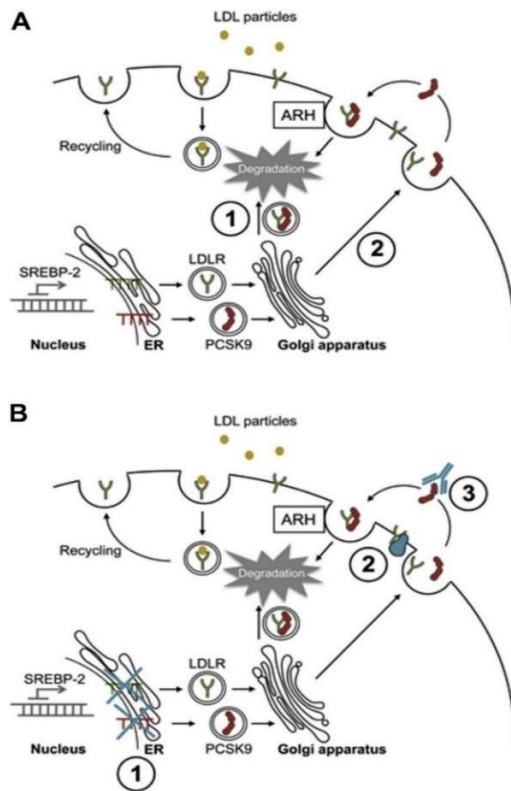 A
LDL particles
ARH
Recycling
Degradation
1
2
LDLR
SREBP-2
PCSK9
Nucleus
ER
Golgi apparatus
B
LDL particles
3
ARH
2
Recycling
Degradation
LDLR
SREBP-2
PCSK9
Nucleus
ER
Golgi apparatus
1